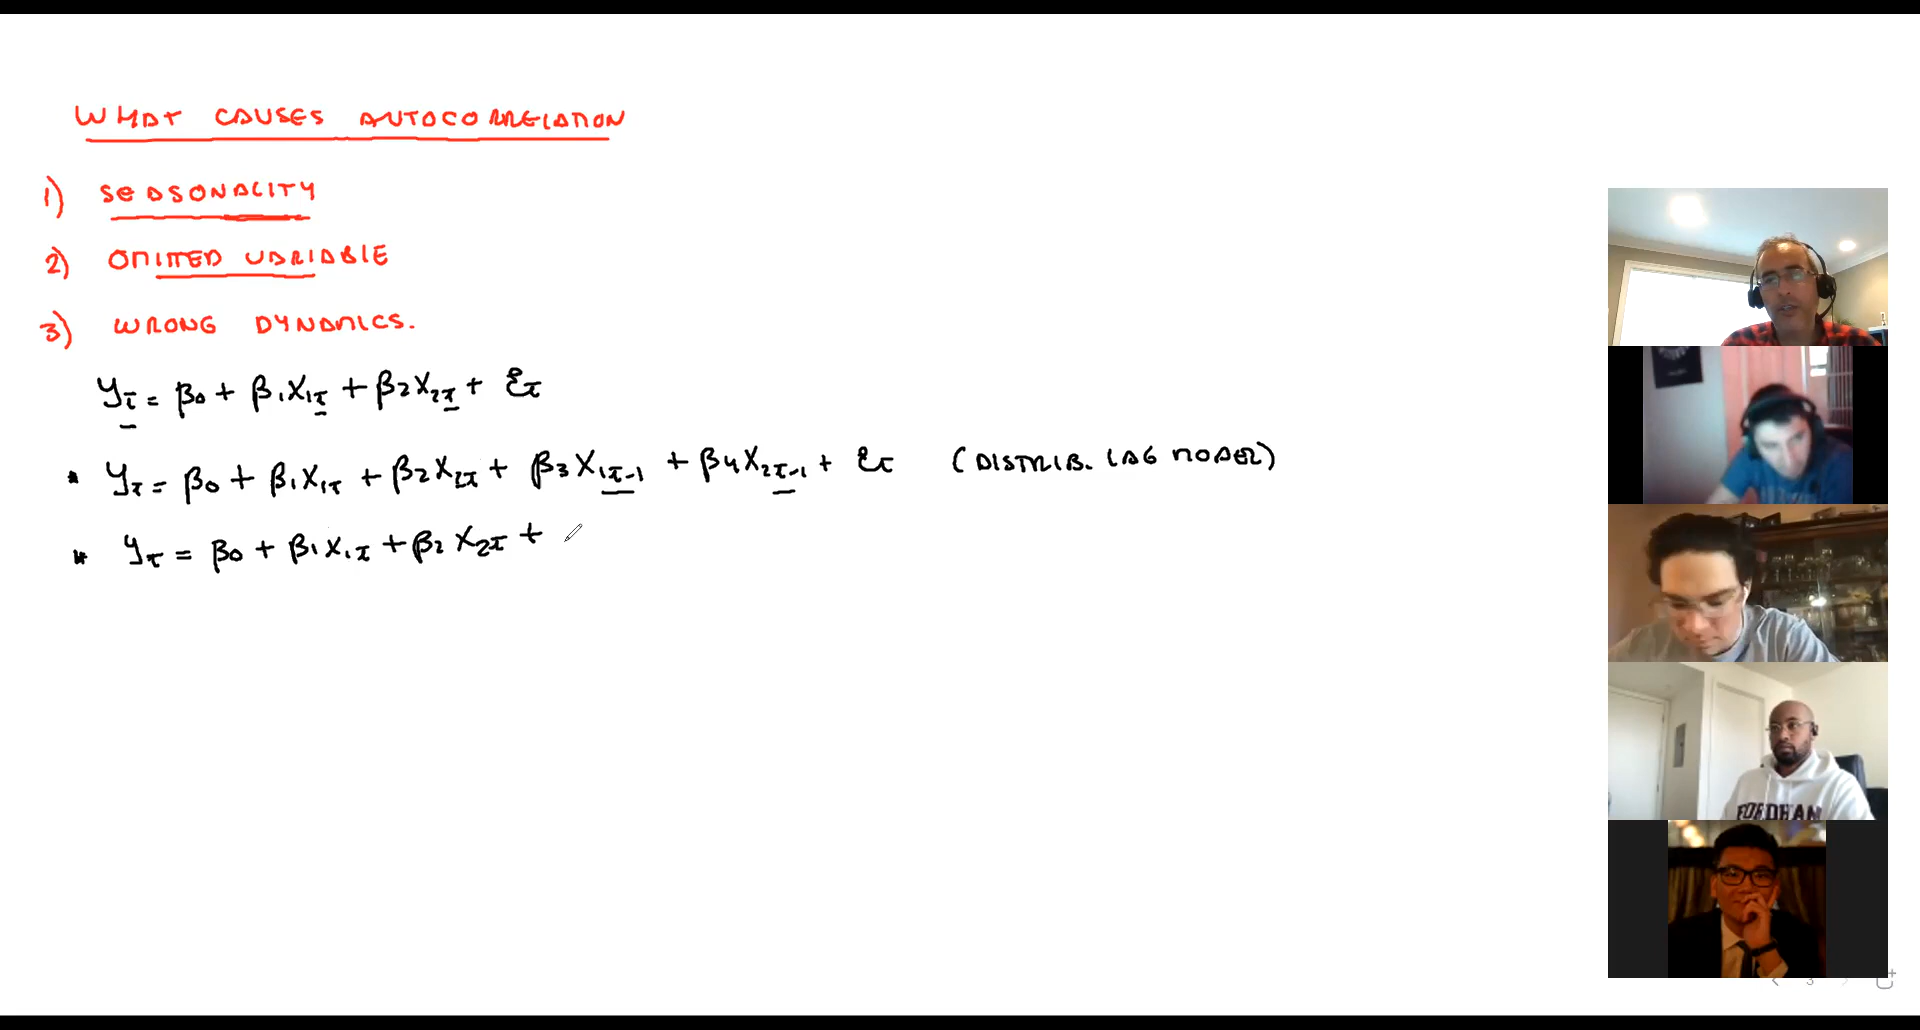 WHAT CAUSES AUTOCORRELATION
1) SEASONALITY
2) OMITTED VARIABLE
3) WRONG DYNAMICS.
Yt = β0 + β1X1t + β2X2t + εt
* Yt = β0 + β1X1t + β2X2t + β3X1t-1 + β4X2t-1 + εt (DISTRIB. LAG MODEL)
* Yt = β0 + β1X1t + β2X2t +
FORDHAM
3